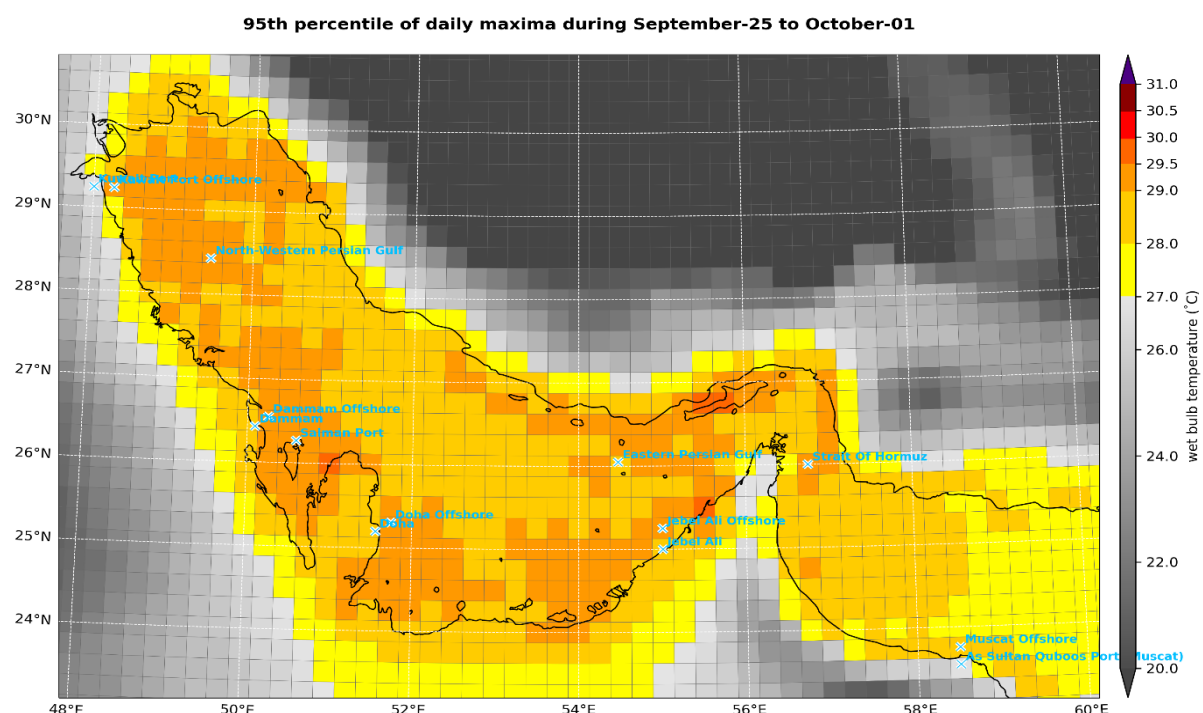 95th percentile of daily maxima during September-25 to October-01
31.0
30.5
30.0
29.5
29.0
28.0
27.0
26.0
24.0
22.0
20.0
wet bulb temperature (˚C)
30°N
29°N
28°N
27°N
26°N
25°N
24°N
Kuwait Port Offshore
North-Western Persian Gulf
Dammam Offshore
Dammam
Salman Port
Eastern Persian Gulf
Strait Of Hormuz
Doha Offshore
Doha
Jebel Ali Offshore
Jebel Ali
Muscat Offshore
As Sultan Quboos Port (Muscat)
48°E 50°E 52°E 54°E 56°E 58°E 60°E